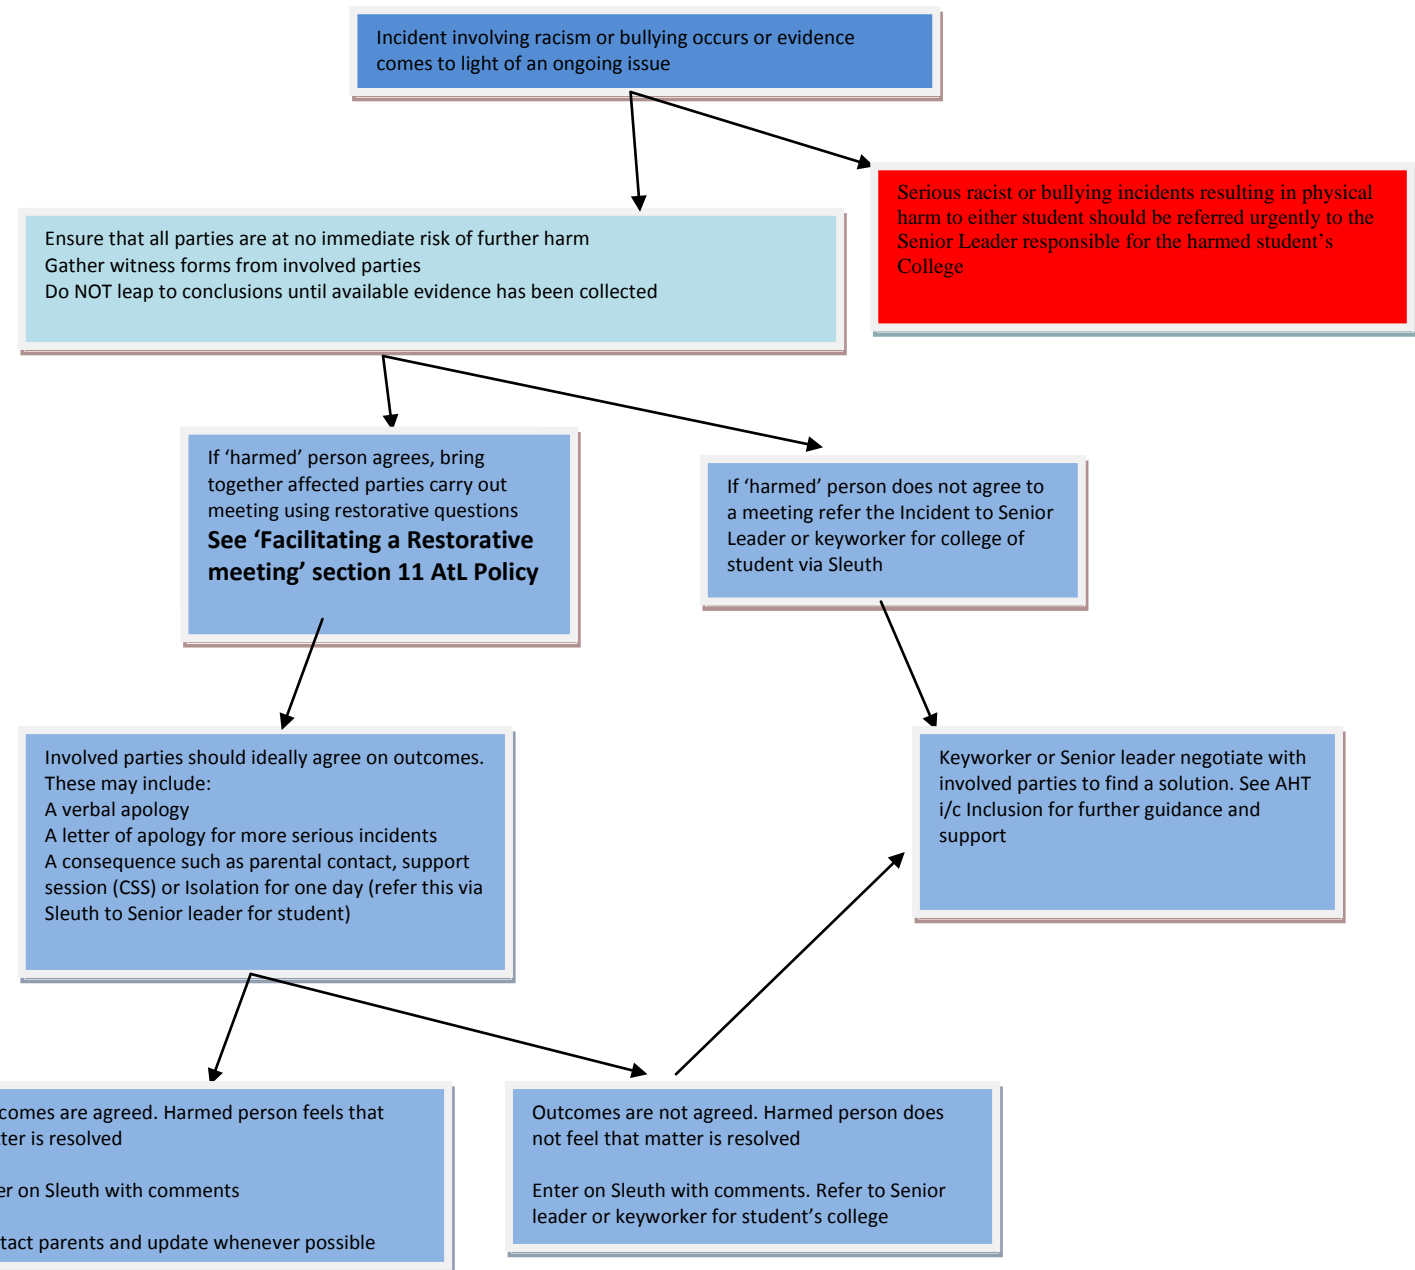 Incident involving racism or bullying occurs or evidence
comes to light of an ongoing issue
Serious racist or bullying incidents resulting in physical
harm to either student should be referred urgently to the
Senior Leader responsible for the harmed student’s
College
Ensure that all parties are at no immediate risk of further harm
Gather witness forms from involved parties
Do NOT leap to conclusions until available evidence has been collected
If ‘harmed’ person agrees, bring
together affected parties carry out
meeting using restorative questions
See ‘Facilitating a Restorative
meeting’ section 11 AtL Policy
If ‘harmed’ person does not agree to
a meeting refer the Incident to Senior
Leader or keyworker for college of
student via Sleuth
Involved parties should ideally agree on outcomes.
These may include:
A verbal apology
A letter of apology for more serious incidents
A consequence such as parental contact, support
session (CSS) or Isolation for one day (refer this via
Sleuth to Senior leader for student)
Keyworker or Senior leader negotiate with
involved parties to find a solution. See AHT
i/c Inclusion for further guidance and
support
comes are agreed. Harmed person feels that
ter is resolved
er on Sleuth with comments
tact parents and update whenever possible
Outcomes are not agreed. Harmed person does
not feel that matter is resolved
Enter on Sleuth with comments. Refer to Senior
leader or keyworker for student’s college